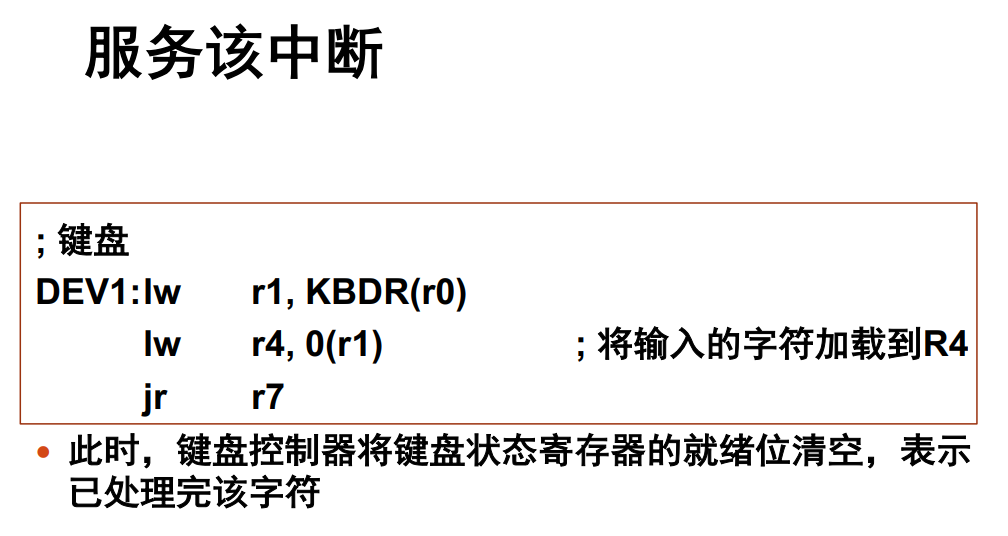 服务该中断
; 键盘
DEV1: lw r1, KBDR(r0)
lw r4, 0(r1) ; 将输入的字符加载到R4
jr r7
• 此时，键盘控制器将键盘状态寄存器的就绪位清空，表示
已处理完该字符